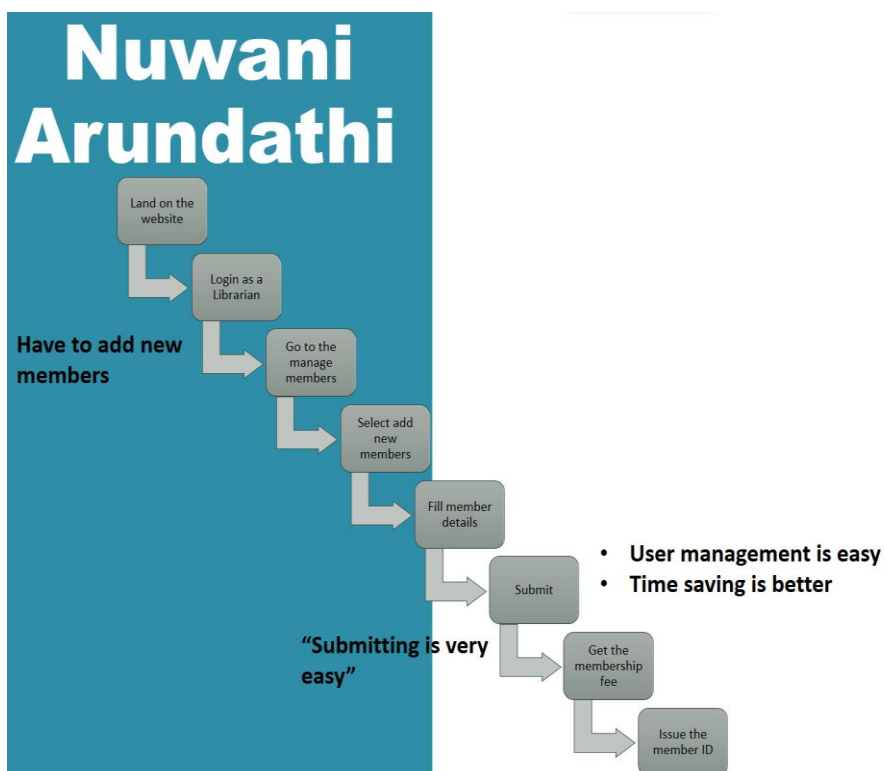 Nuwani
Arundathi
Land on the
website
Login as a
Librarian
Have to add new
members
Go to the
manage
members
Select add
new
members
Fill member
details
• User management is easy
• Time saving is better
Submit
“Submitting is very
easy”
Get the
membership
fee
Issue the
member ID